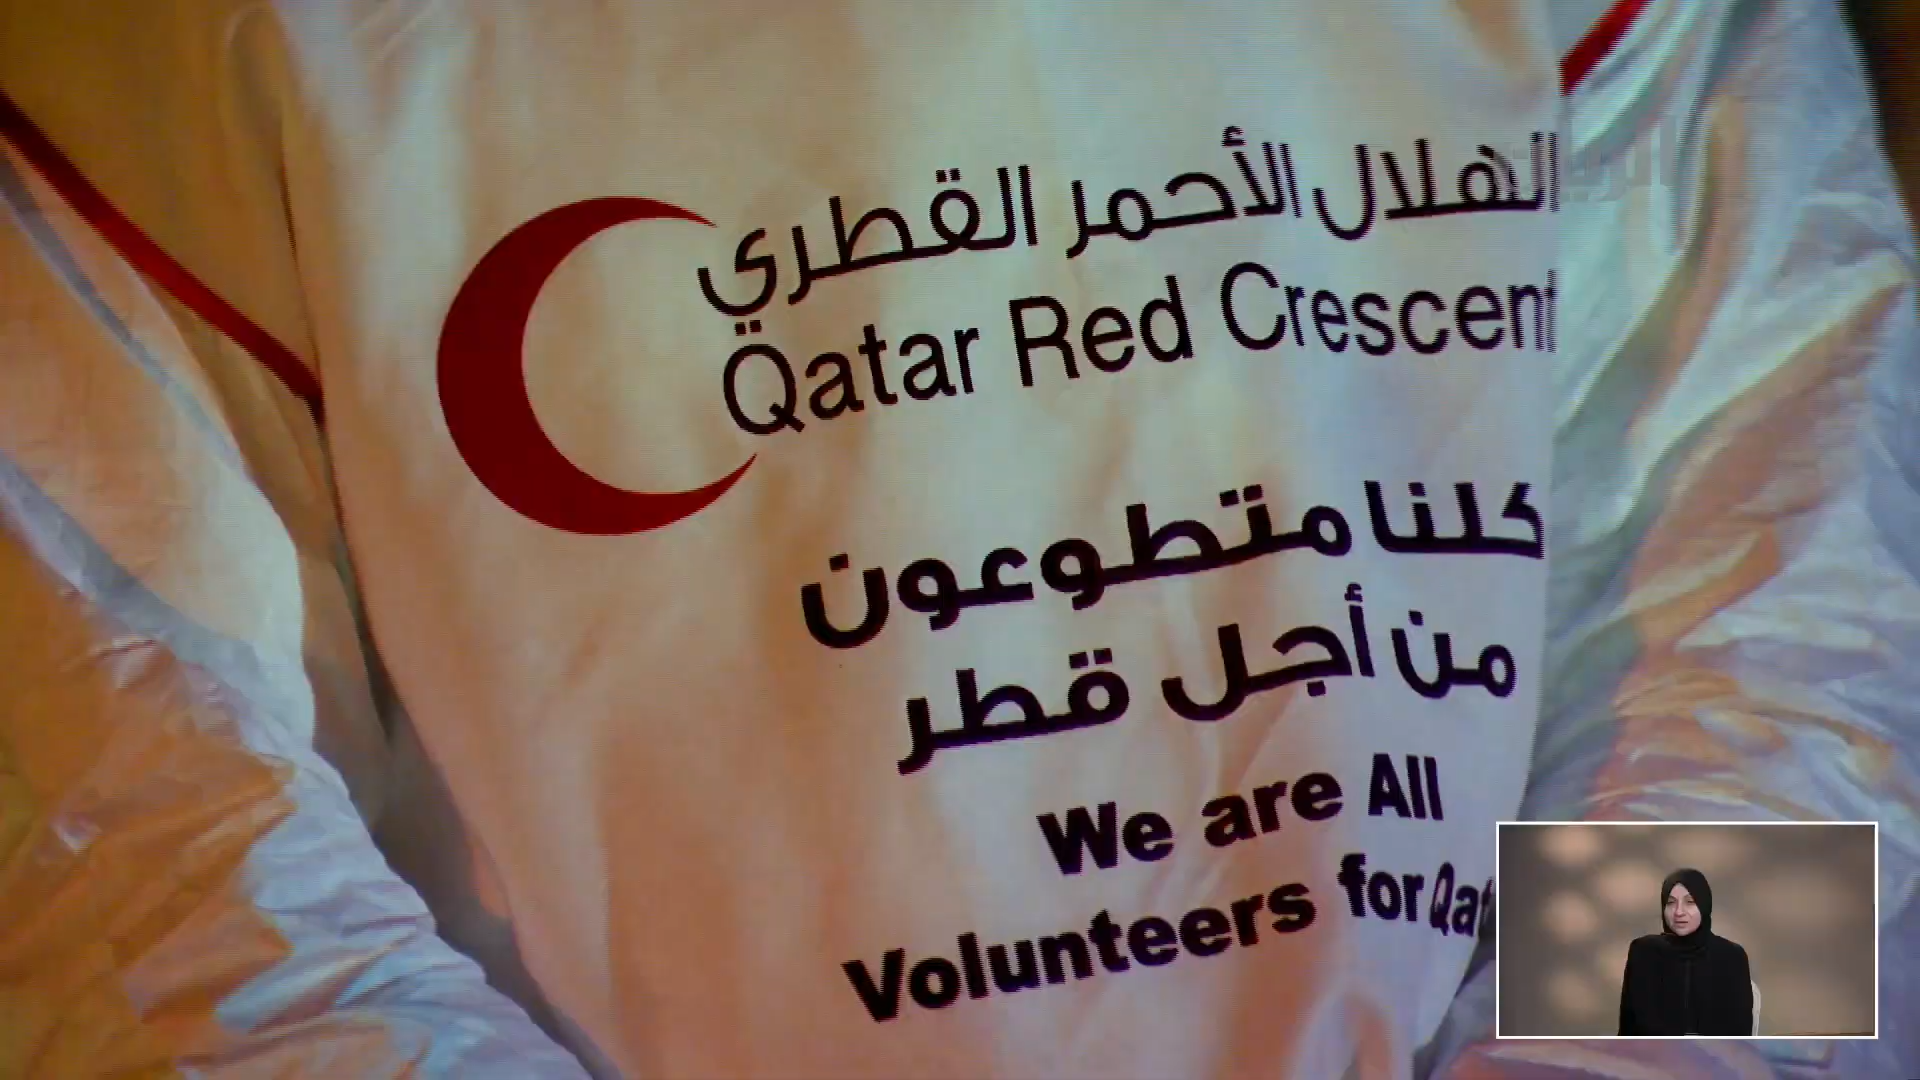 الهلال الأحمر القطري
Qatar Red Crescent
كلنا متطوعون
من أجل قطر
We are All
Volunteers for